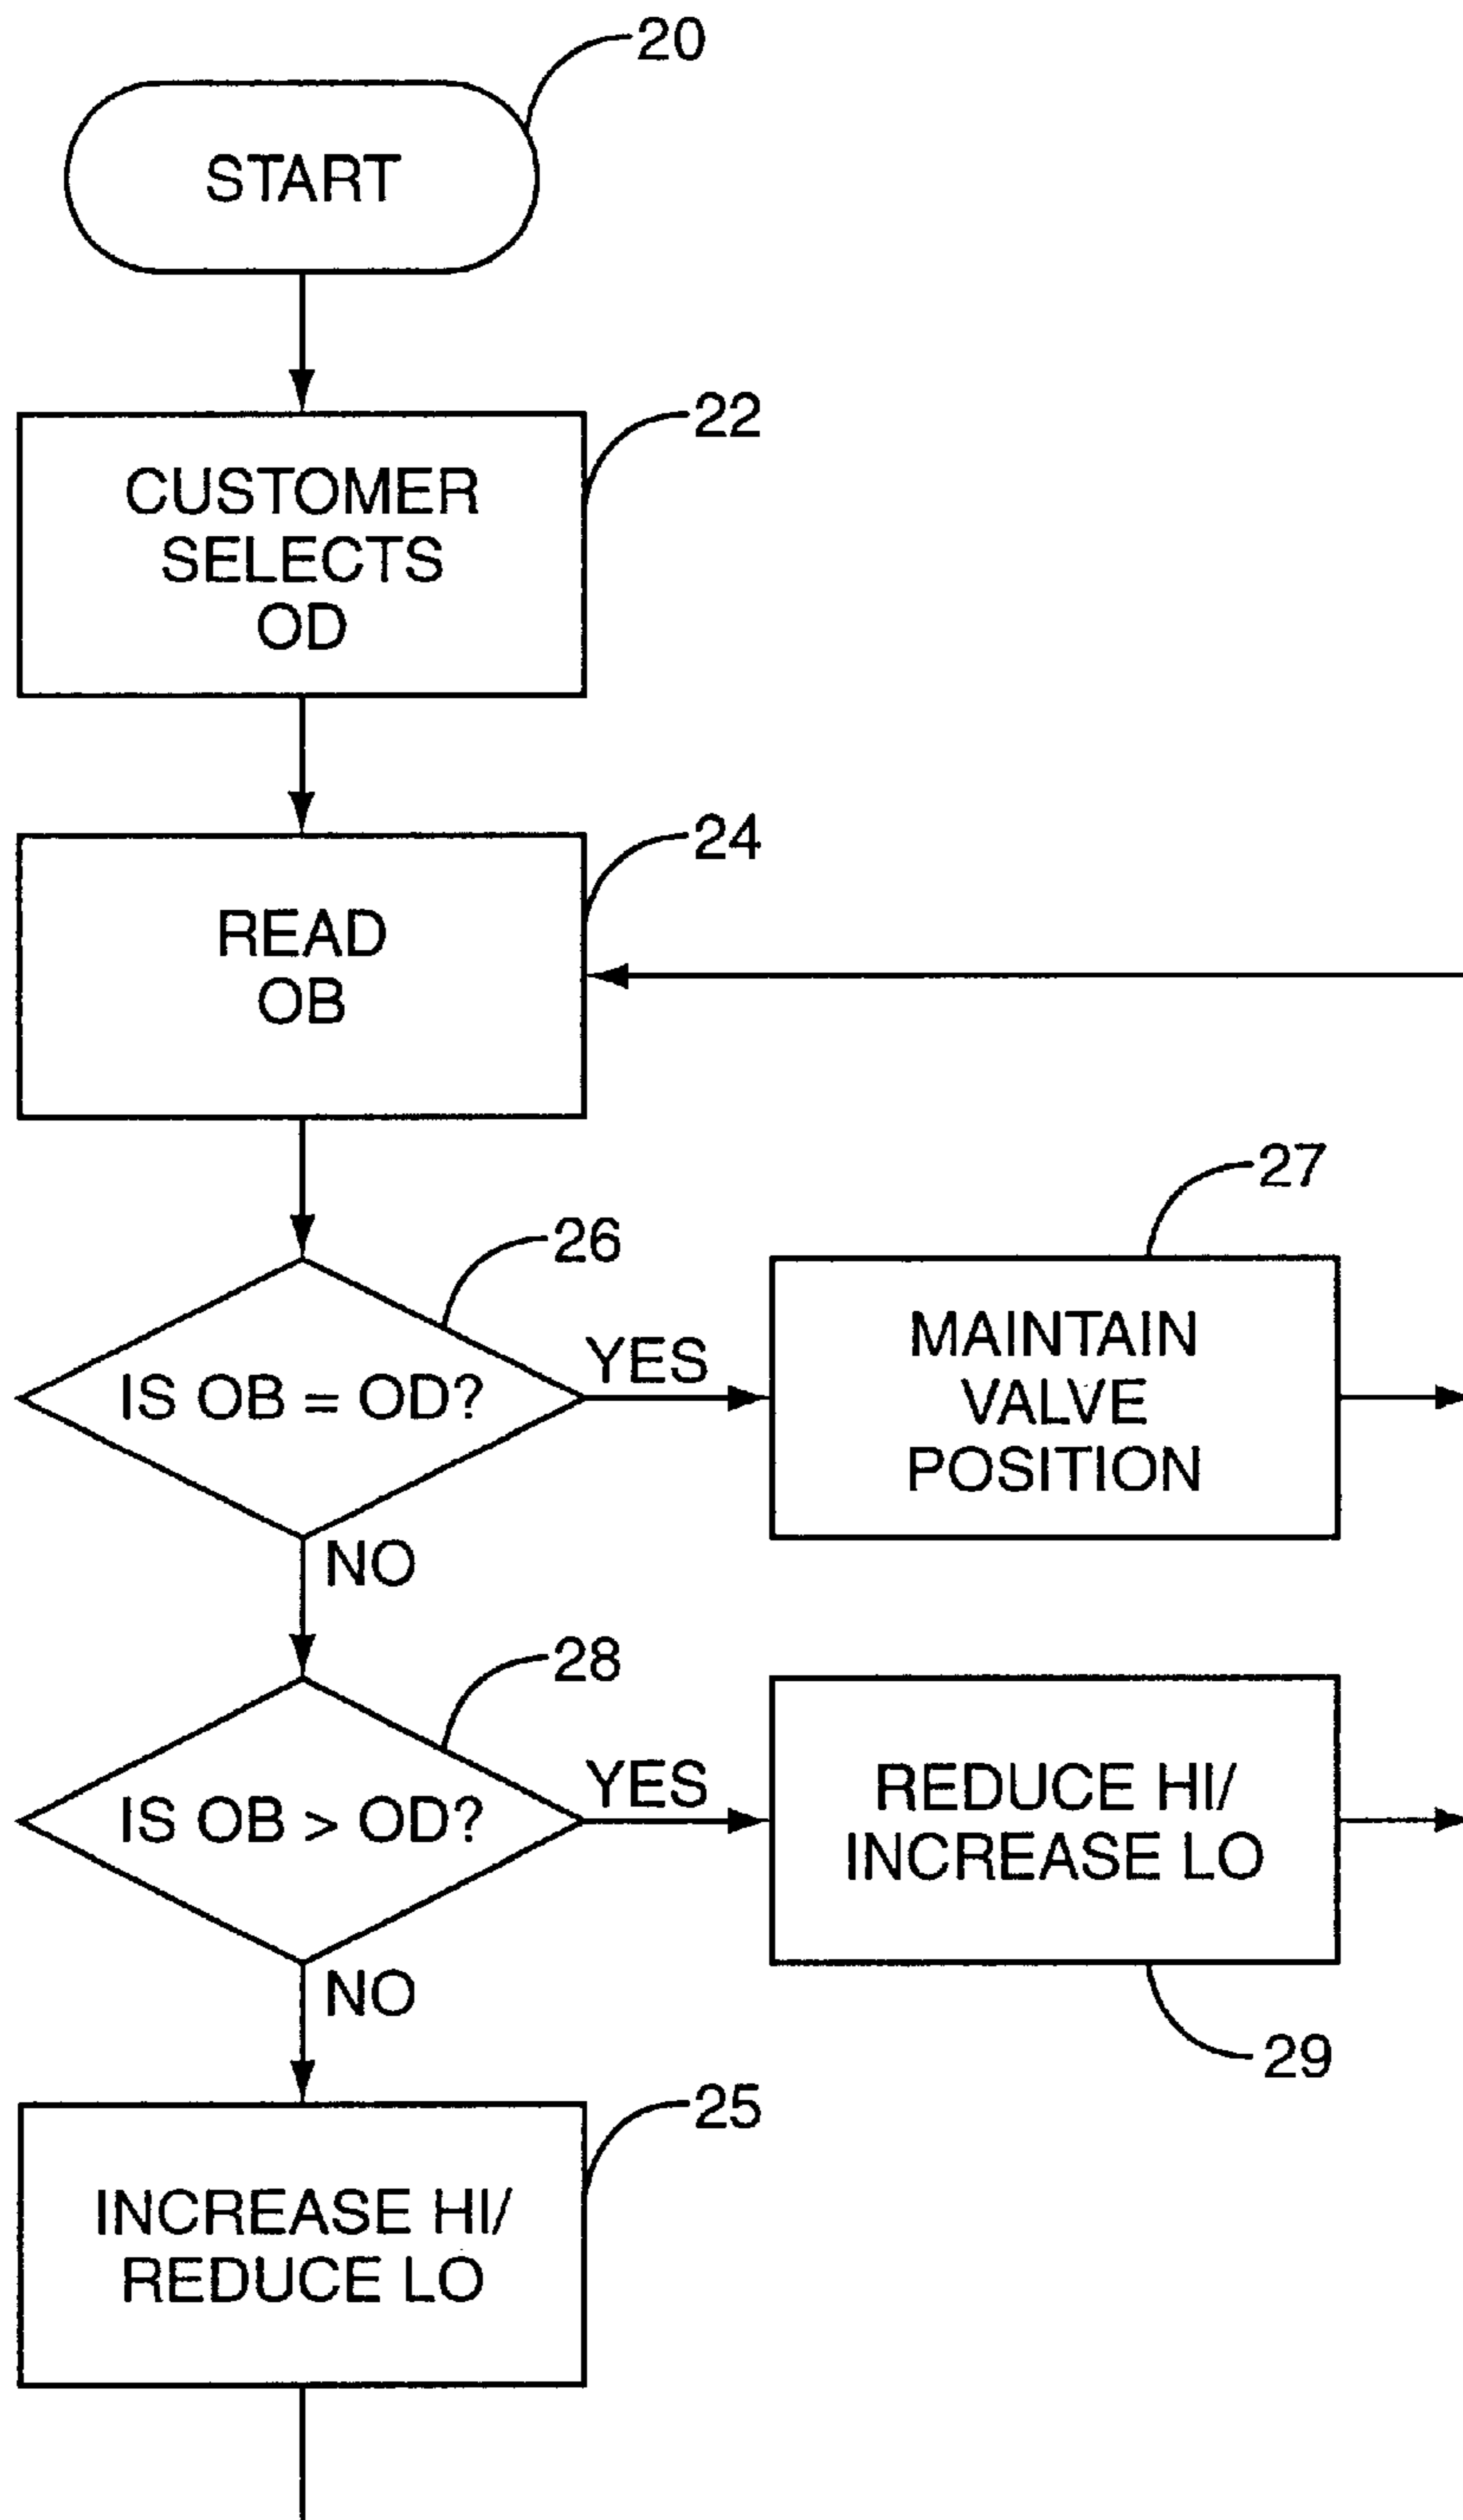 20
START
22
CUSTOMER
SELECTS
OD
24
READ
OB
26
IS OB = OD?
YES
27
MAINTAIN
VALVE
POSITION
NO
28
IS OB > OD?
YES
REDUCE HI/
INCREASE LO
29
NO
25
INCREASE HI/
REDUCE LO